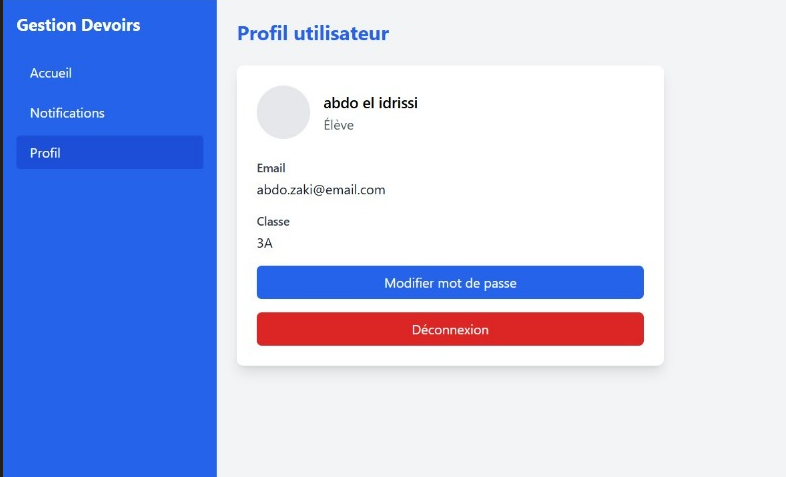 Gestion Devoirs
Accueil
Notifications
Profil
Profil utilisateur
abdo el idrissi
Élève
Email
abdo.zaki@email.com
Classe
3A
Modifier mot de passe
Déconnexion